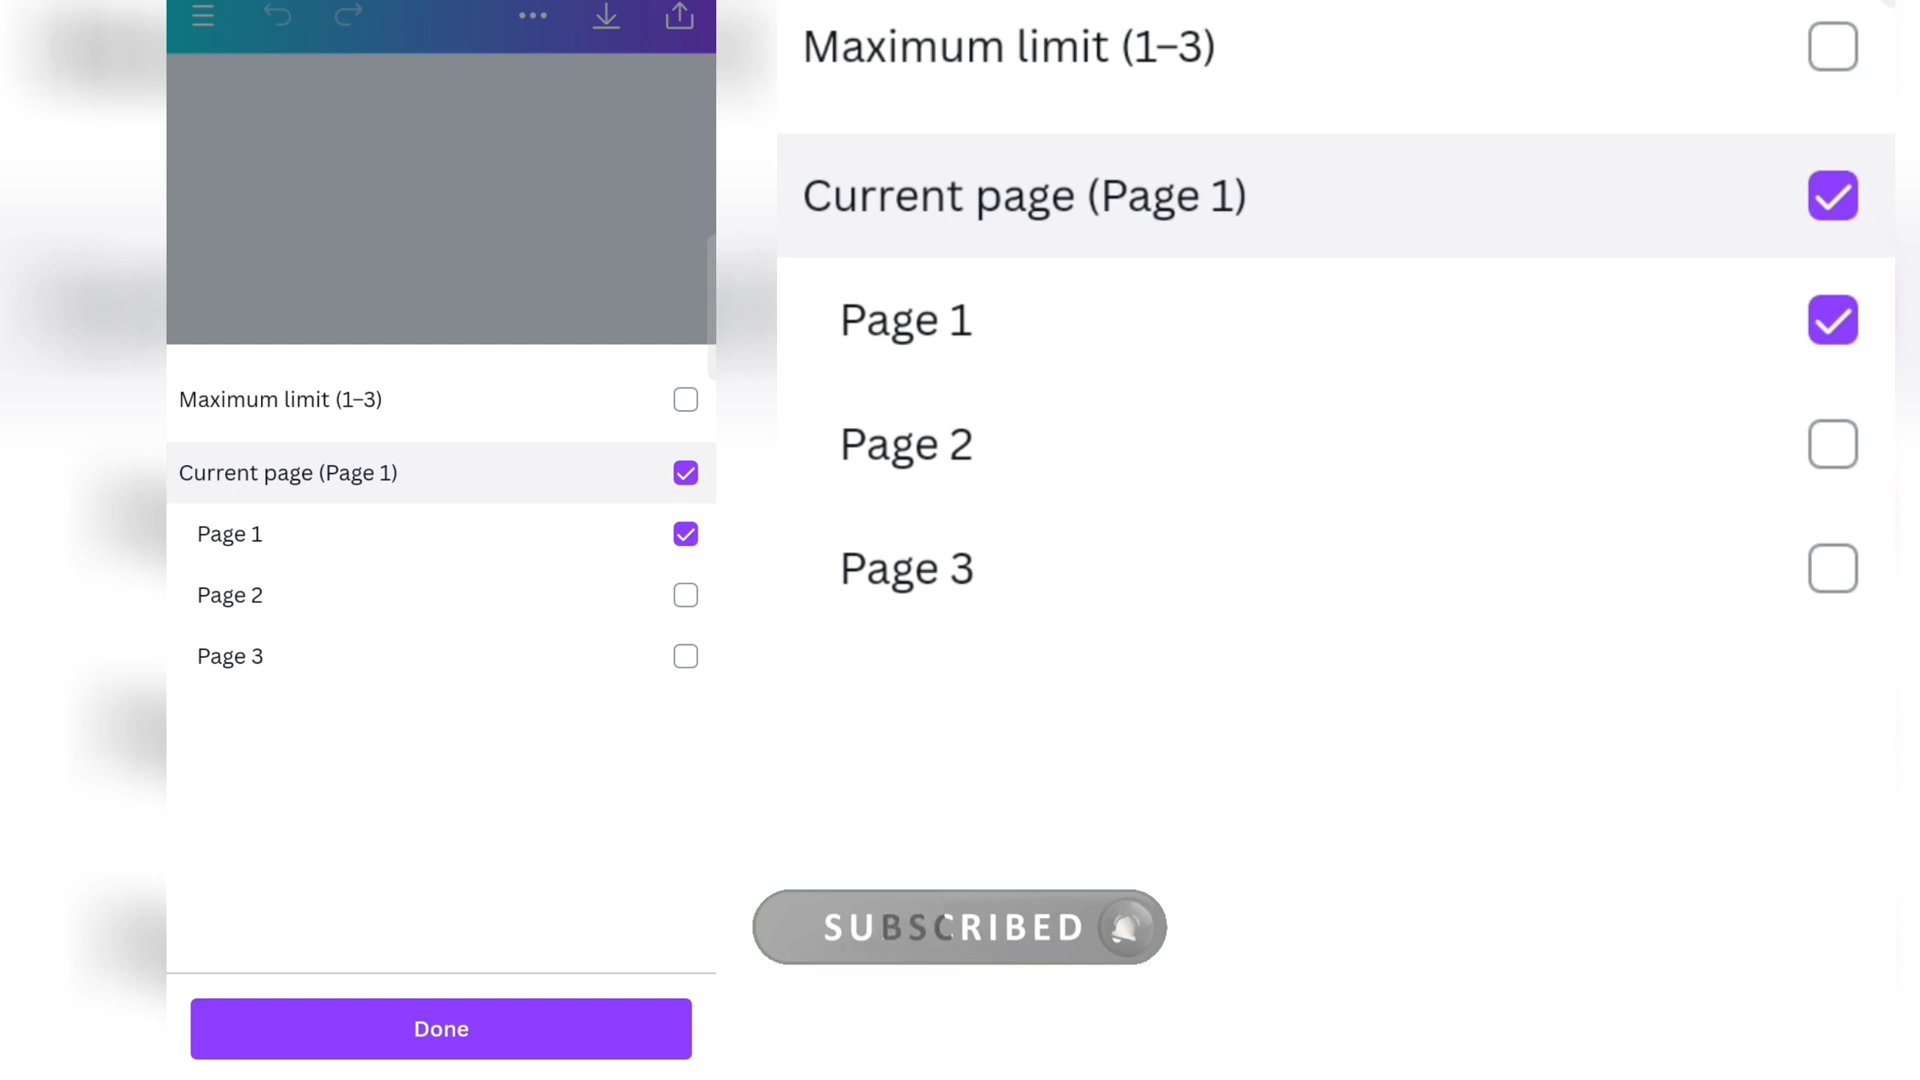 Maximum limit (1–3)
Current page (Page 1)
Page 1
Page 2
Page 3
Done
Maximum limit (1–3)
Current page (Page 1)
Page 1
Page 2
Page 3
SUBSCRIBED